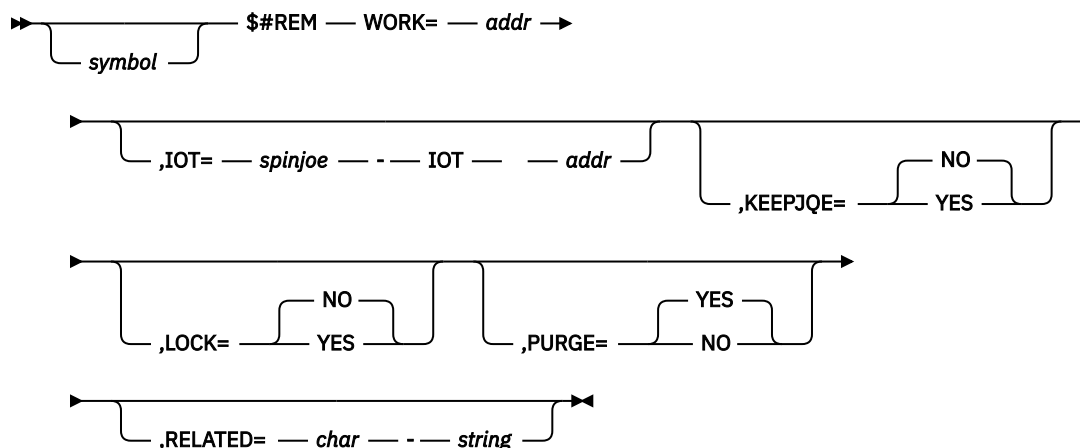 $#REM WORK= addr
symbol
,IOT= spinjoe - IOT addr
NO
,KEEPJQE= YES
NO YES
,LOCK= YES ,PURGE= NO
,RELATED= char - string